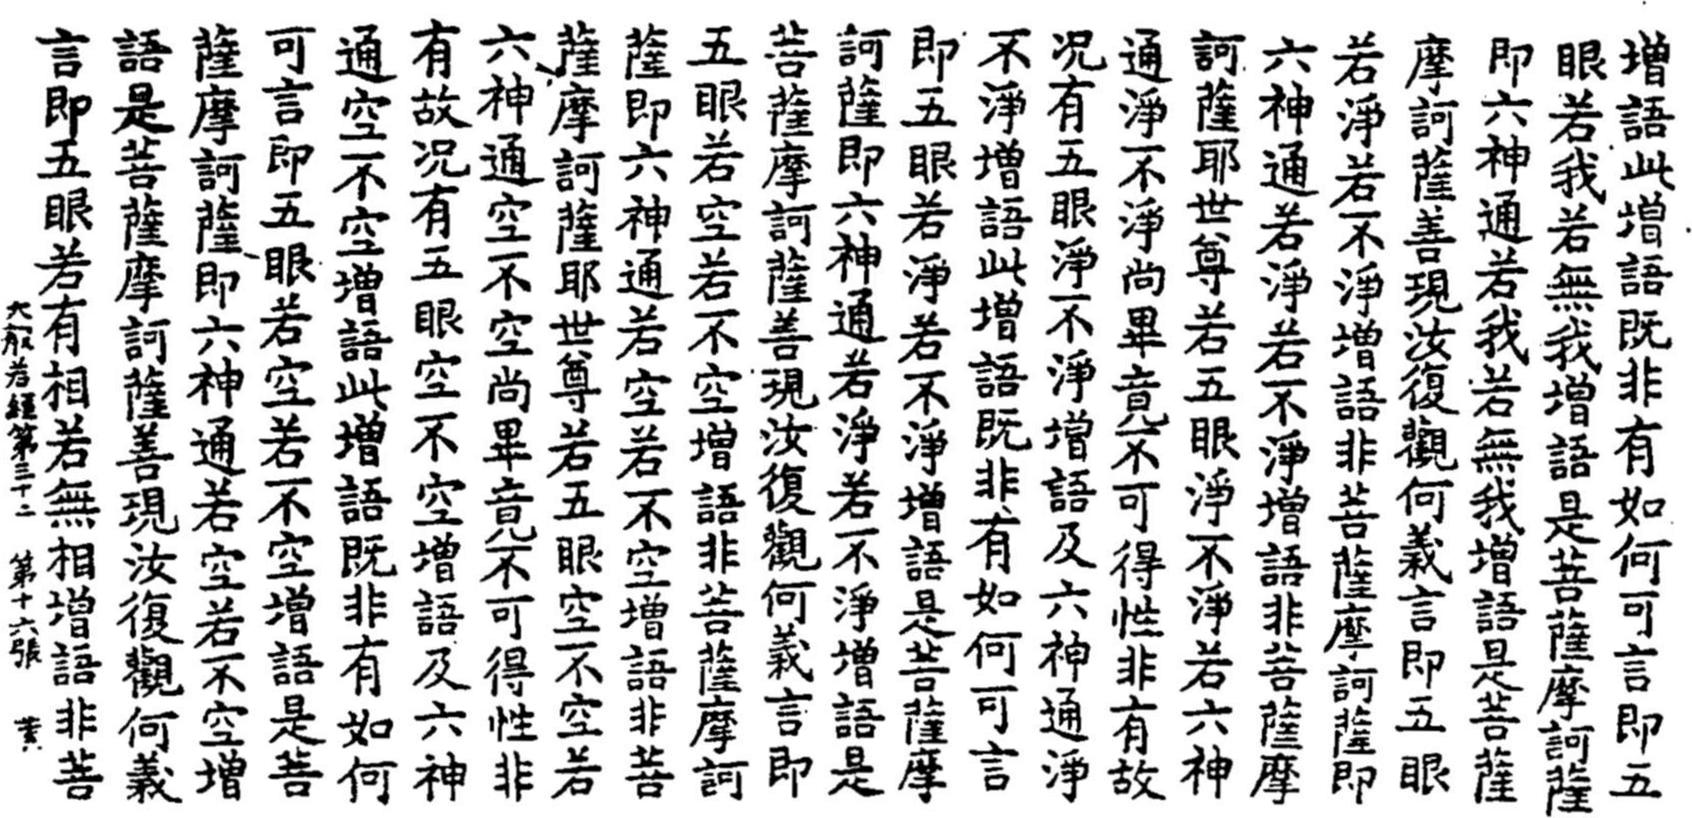 增語此增語既非有如何可言即五
眼若我若無我增語是菩薩摩訶薩
即六神通若我若無我增語是菩薩
摩訶薩善現汝復觀何義言即五眼
若淨若不淨增語非菩薩摩訶薩即
六神通若淨若不淨增語非菩薩摩
訶薩耶世尊若五眼淨不淨若六神
通淨不淨尚畢竟不可得性非有故
况有五眼淨不淨增語及六神通淨
不淨增語此增語既非有如何可言
即五眼若淨若不淨增語是菩薩摩
訶薩即六神通若淨若不淨增語是
菩薩摩訶薩善現汝復觀何義言即
五眼若空若不空增語非菩薩摩訶
薩即六神通若空若不空增語非菩
薩摩訶薩耶世尊若五眼空不空若
六神通空不空尚畢竟不可得性非
有故况有五眼空不空增語及六神
通空不空增語此增語既非有如何
可言即五眼若空若不空增語是菩
薩摩訶薩即六神通若空若不空增
語是菩薩摩訶薩善現汝復觀何義
言即五眼若有相若無相增語非菩
大般若經第三十二 第十六張 黃